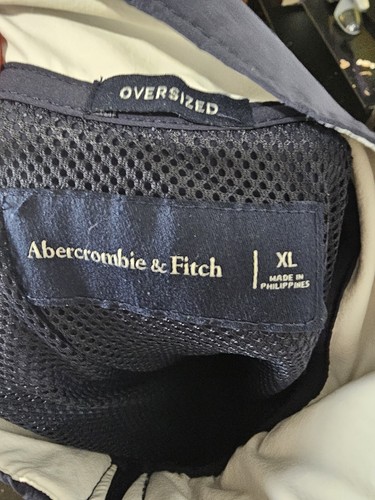 OVERSIZED
Abercrombie & Fitch
XL
MADE IN
PHILIPPINES